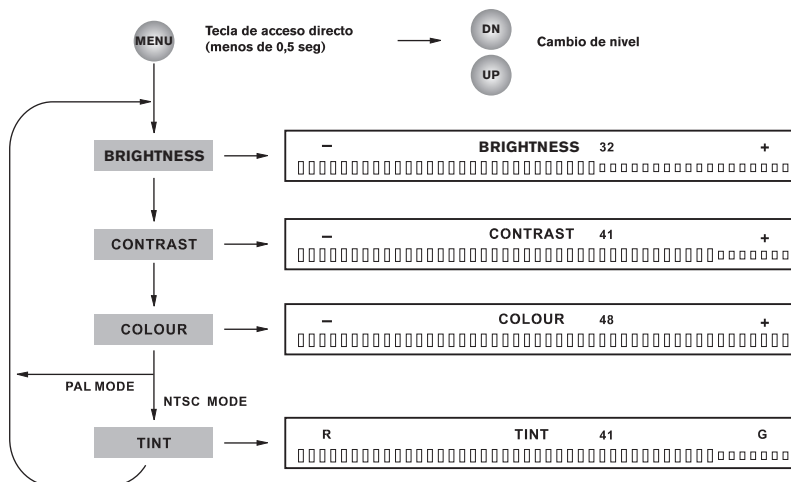 MENU
Tecla de acceso directo
(menos de 0,5 seg)
DN
UP
Cambio de nivel
BRIGHTNESS
– BRIGHTNESS 32 +
CONTRAST
– CONTRAST 41 +
COLOUR
– COLOUR 48 +
PAL MODE
NTSC MODE
TINT
R TINT 41 G